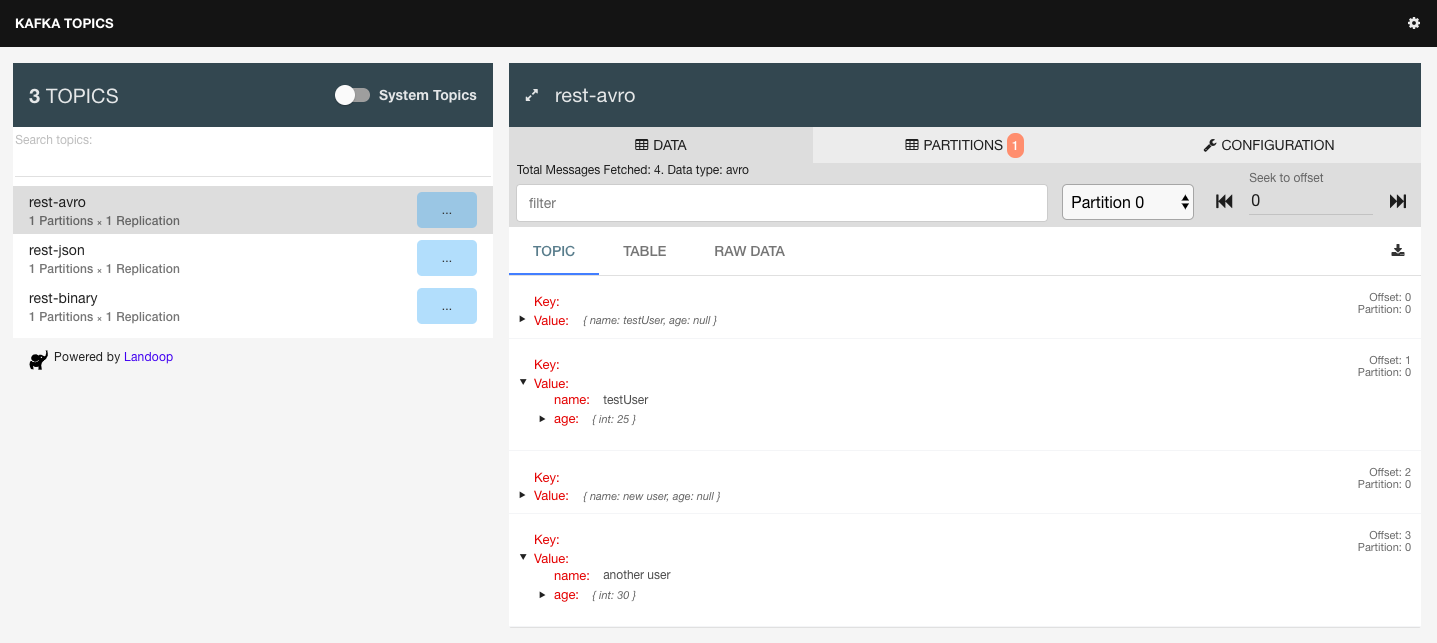 KAFKA TOPICS
3 TOPICS
System Topics
Search topics:
rest-avro
1 Partitions × 1 Replication
...
rest-json
1 Partitions × 1 Replication
...
rest-binary
1 Partitions × 1 Replication
...
Powered by Landoop
rest-avro
DATA
PARTITIONS 1
CONFIGURATION
Total Messages Fetched: 4. Data type: avro
filter
Partition 0
Seek to offset
0
TOPIC
TABLE
RAW DATA
Key:
Value: { name: testUser, age: null }
Offset: 0
Partition: 0
Key:
Value:
name: testUser
age: { int: 25 }
Offset: 1
Partition: 0
Key:
Value: { name: new user, age: null }
Offset: 2
Partition: 0
Key:
Value:
name: another user
age: { int: 30 }
Offset: 3
Partition: 0